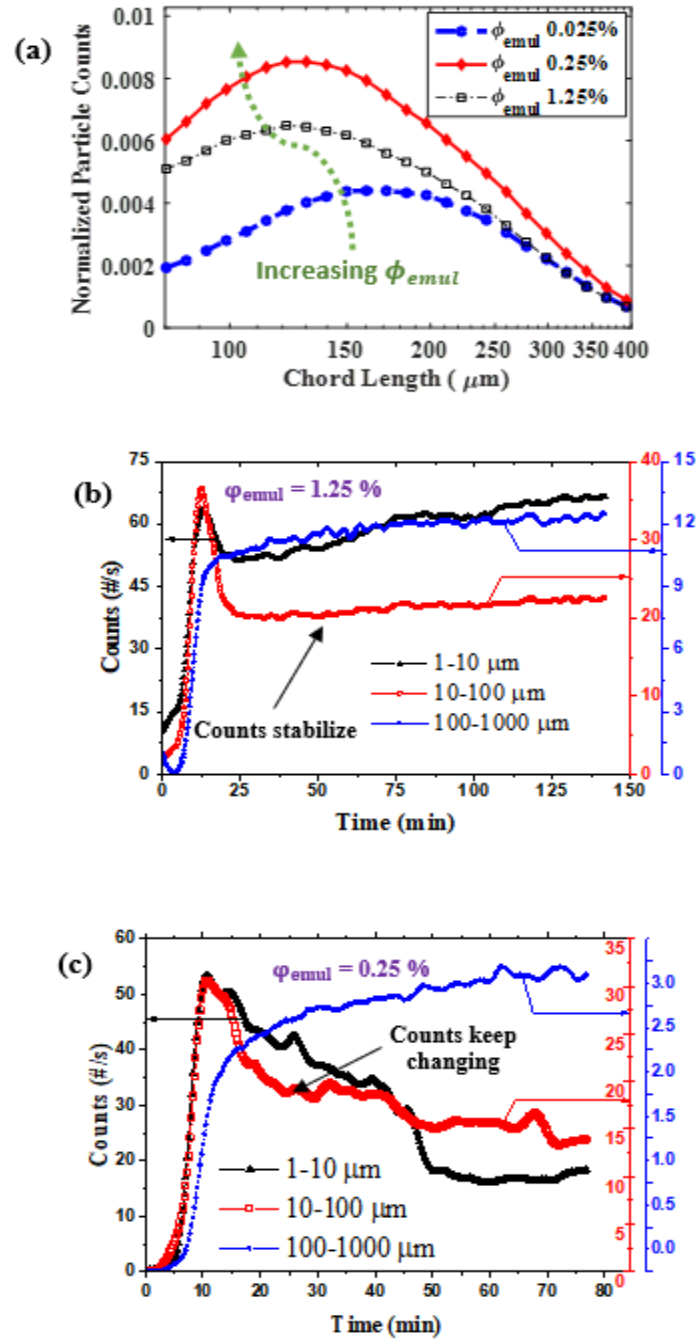 (a)
Normalized Particle Counts
0.01
0.008
0.006
0.004
0.002
0
ϕemul 0.025%
ϕemul 0.25%
ϕemul 1.25%
Increasing ϕemul
100 150 200 250 300 350 400
Chord Length ( μm)
(b)
Counts (#/s)
75
60
45
30
15
0
φemul = 1.25 %
40
30
20
10
0
15
12
9
6
3
0
1-10 μm
10-100 μm
100-1000 μm
Counts stabilize
0 25 50 75 100 125 150
Time (min)
(c)
Counts (#/s)
60
50
40
30
20
10
0
φemul = 0.25 %
Counts keep
changing
35
30
25
20
15
10
5
0
3.0
2.5
2.0
1.5
1.0
0.5
0.0
1-10 μm
10-100 μm
100-1000 μm
0 10 20 30 40 50 60 70 80
Time (min)